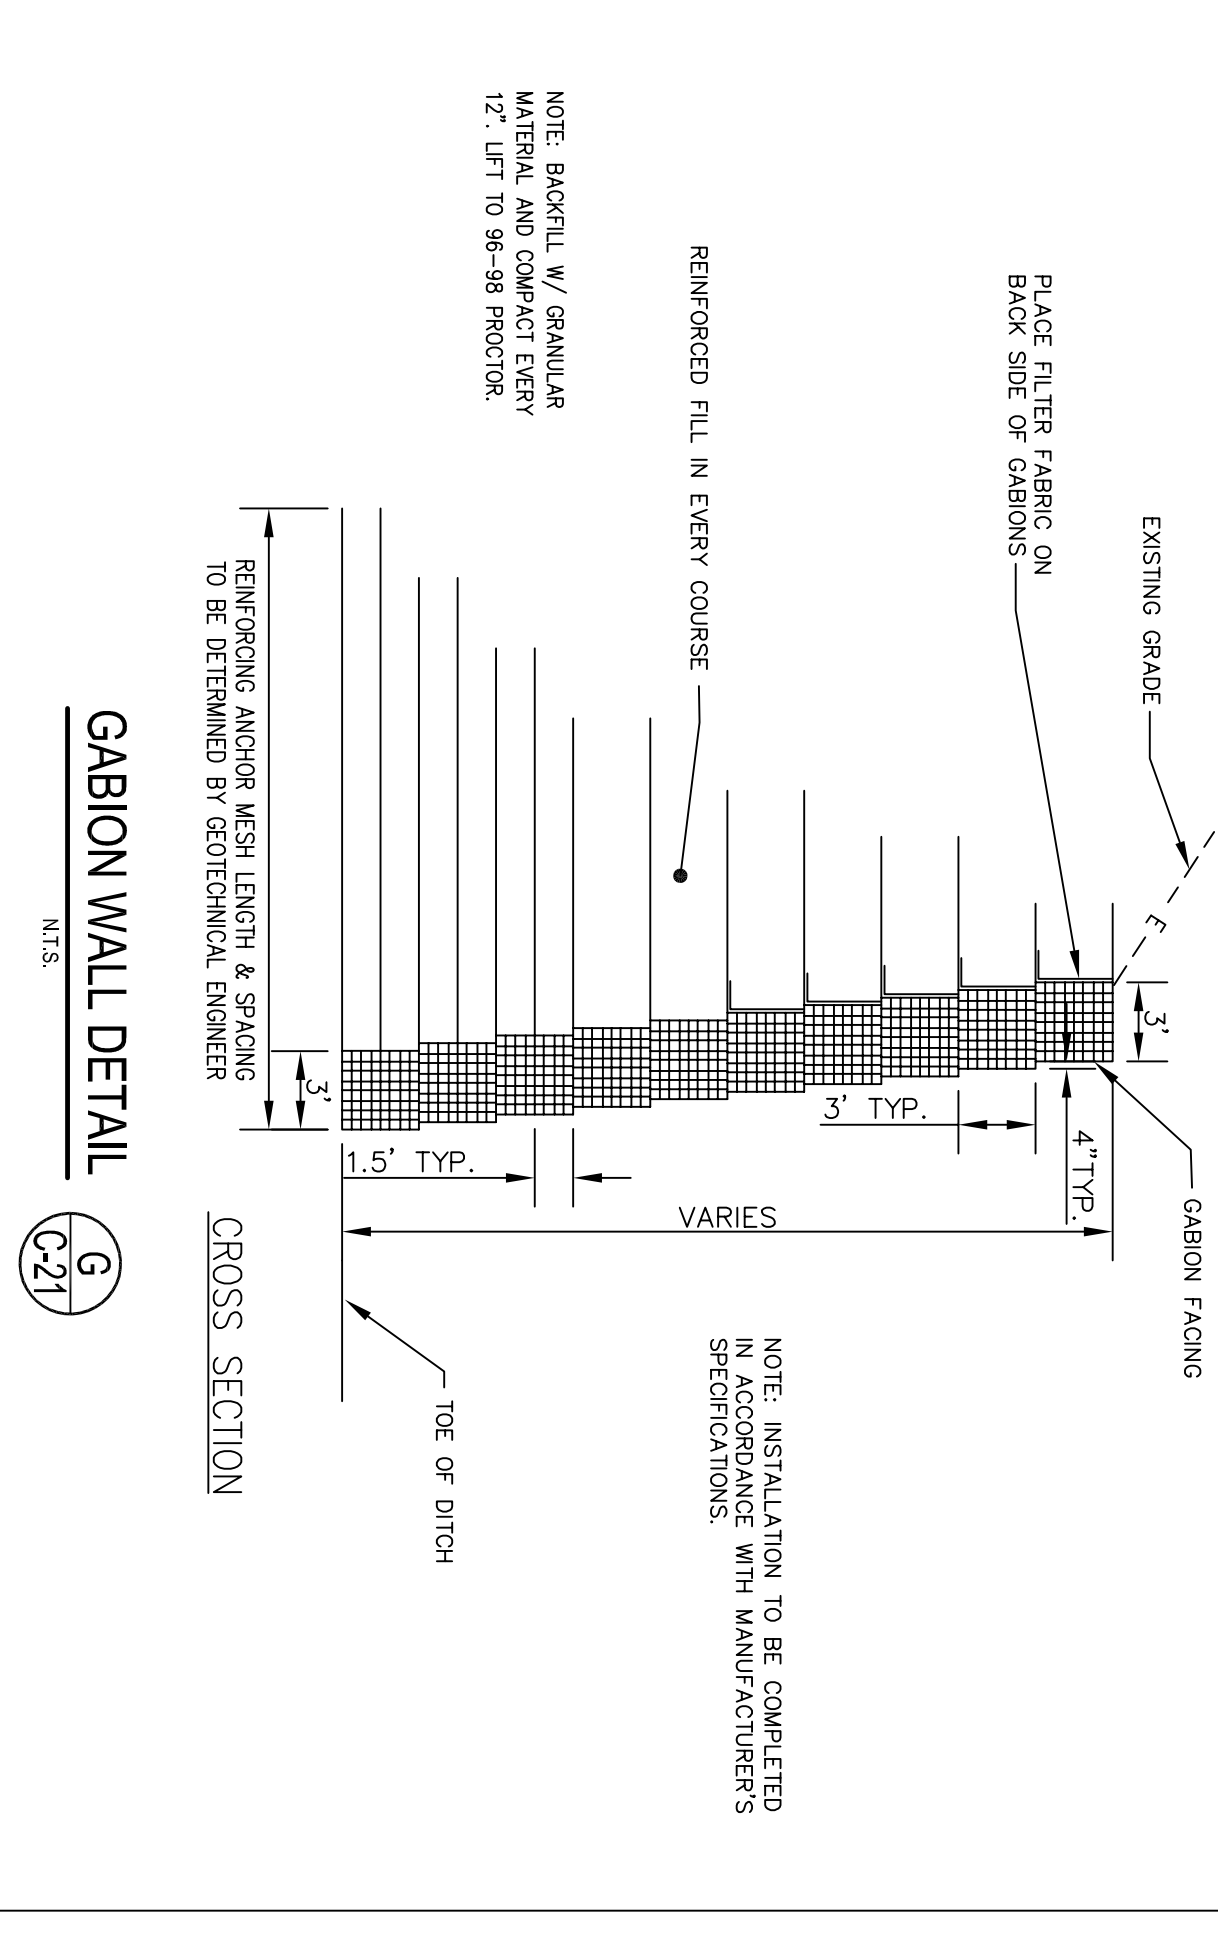 EXISTING GRADE
PLACE FILTER FABRIC ON
BACK SIDE OF GABIONS
E
3'
GABION FACING
4" TYP.
3' TYP.
REINFORCED FILL IN EVERY COURSE
VARIES
NOTE: INSTALLATION TO BE COMPLETED
IN ACCORDANCE WITH MANUFACTURER'S
SPECIFICATIONS.
NOTE: BACKFILL W/ GRANULAR
MATERIAL AND COMPACT EVERY
12". LIFT TO 96-98 PROCTOR.
1.5' TYP.
TOE OF DITCH
3'
REINFORCING ANCHOR MESH LENGTH & SPACING
TO BE DETERMINED BY GEOTECHNICAL ENGINEER
CROSS SECTION
GABION WALL DETAIL
N.T.S.
G
C-21